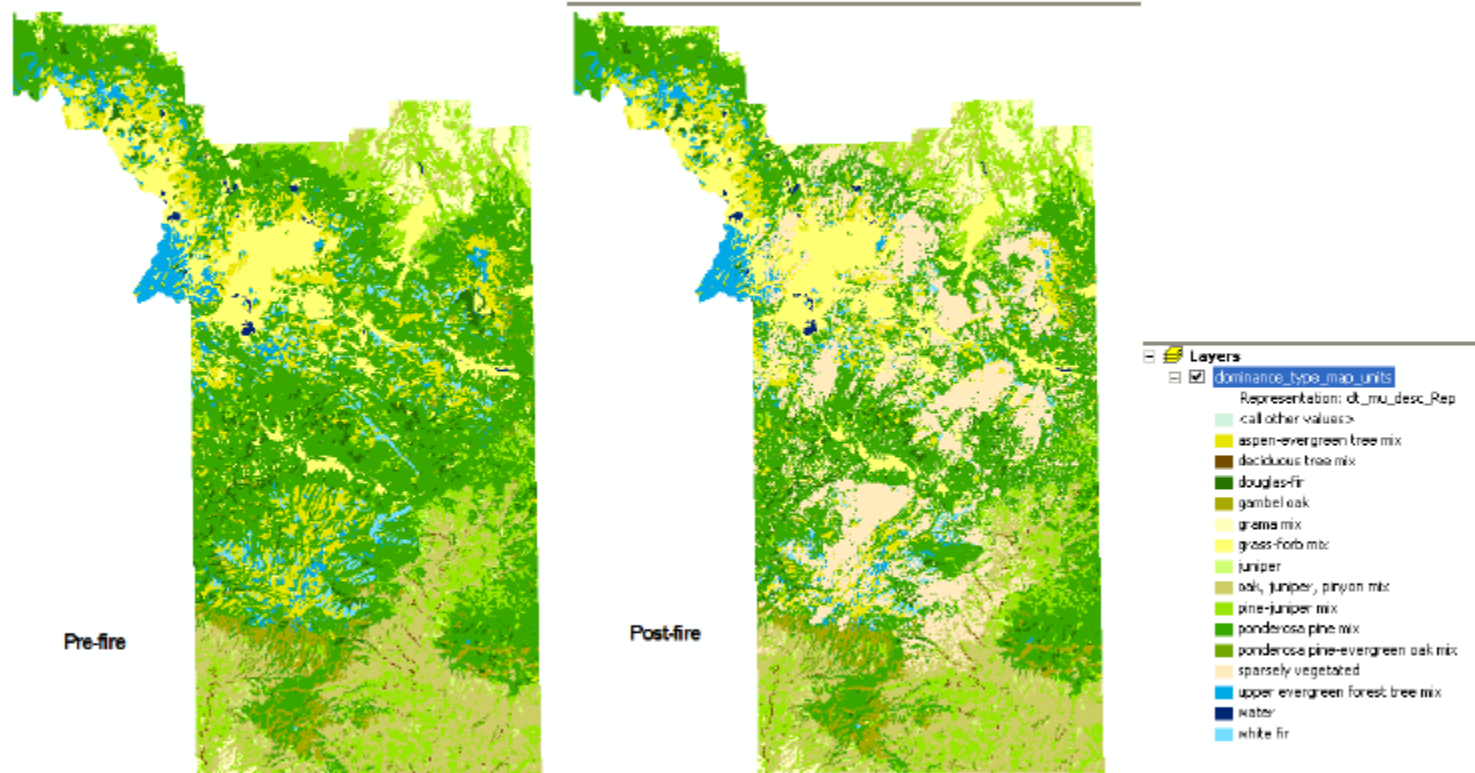 Pre-fire
Post-fire
Layers
dominance_type_map_units
Representation: dt_mu_desc_Rep
<all other values>
aspen-evergreen tree mix
deciduous tree mix
douglas-fir
gambel oak
grama mix
grass-forb mix
juniper
oak, juniper, pinyon mix
pine-juniper mix
ponderosa pine mix
ponderosa pine-evergreen oak mix
sparsely vegetated
upper evergreen forest tree mix
water
white fir